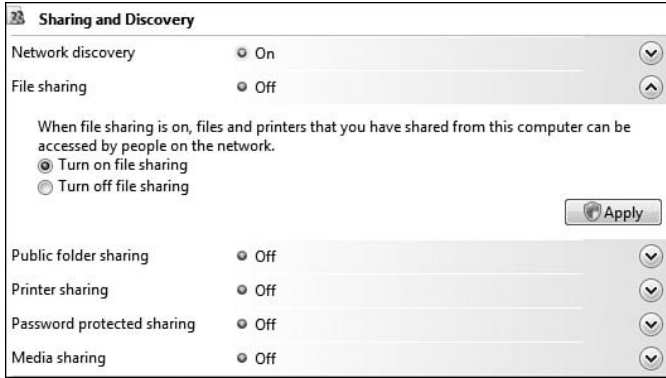 Sharing and Discovery
Network discovery On
File sharing Off
When file sharing is on, files and printers that you have shared from this computer can be
accessed by people on the network.
Turn on file sharing
Turn off file sharing
Apply
Public folder sharing Off
Printer sharing Off
Password protected sharing Off
Media sharing Off